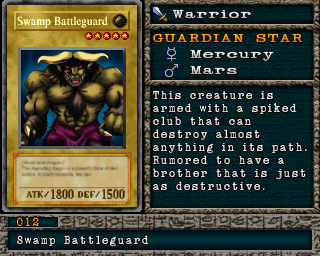 Swamp Battleguard
ATK/1800 DEF/1500
Warrior
GUARDIAN STAR
Mercury
Mars
This creature is
armed with a spiked
club that can
destroy almost
anything in its path.
Rumored to have a
brother that is just
as destructive.
012
Swamp Battleguard